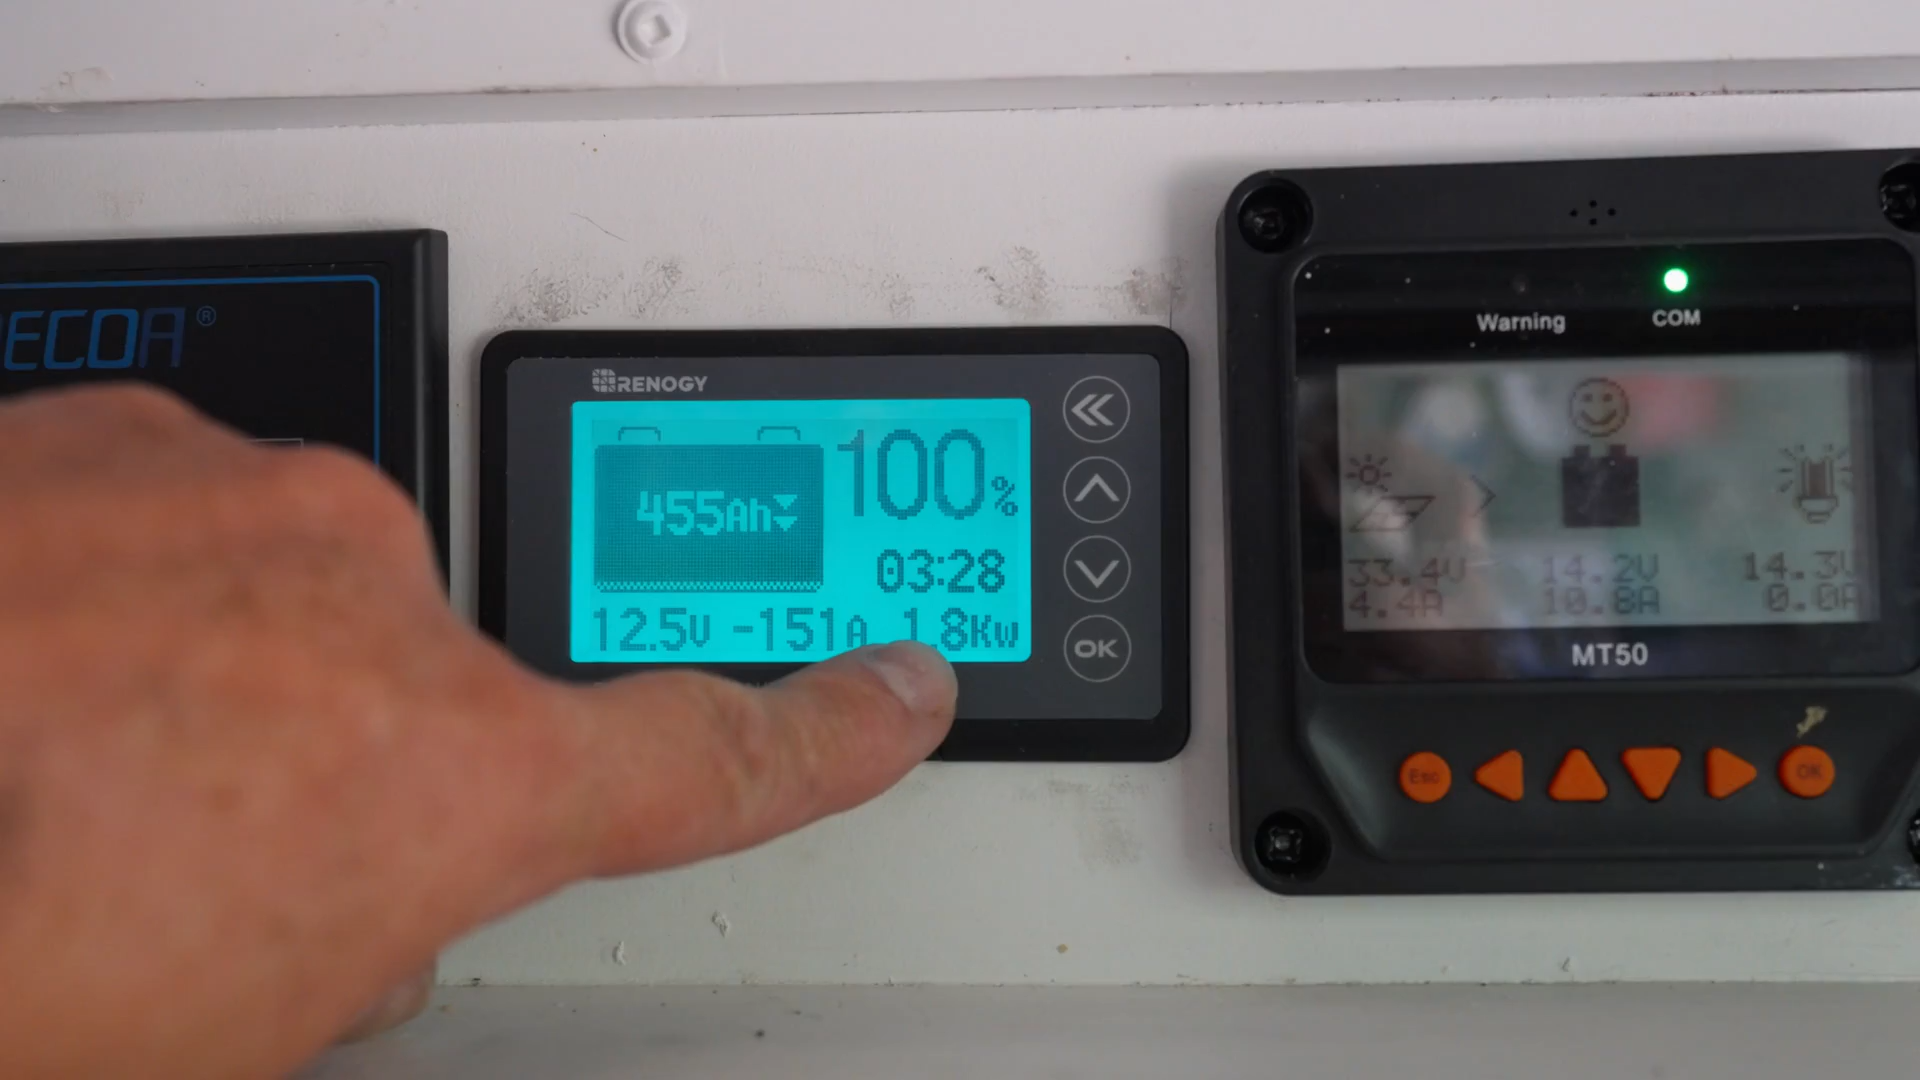 ECOA®
RENOGY
455Ah
100%
03:28
12.5V -151A 1.8Kw
OK
Warning
COM
33.4V 14.2V 14.3V
4.4A 10.8A 0.0A
MT50
Esc
OK